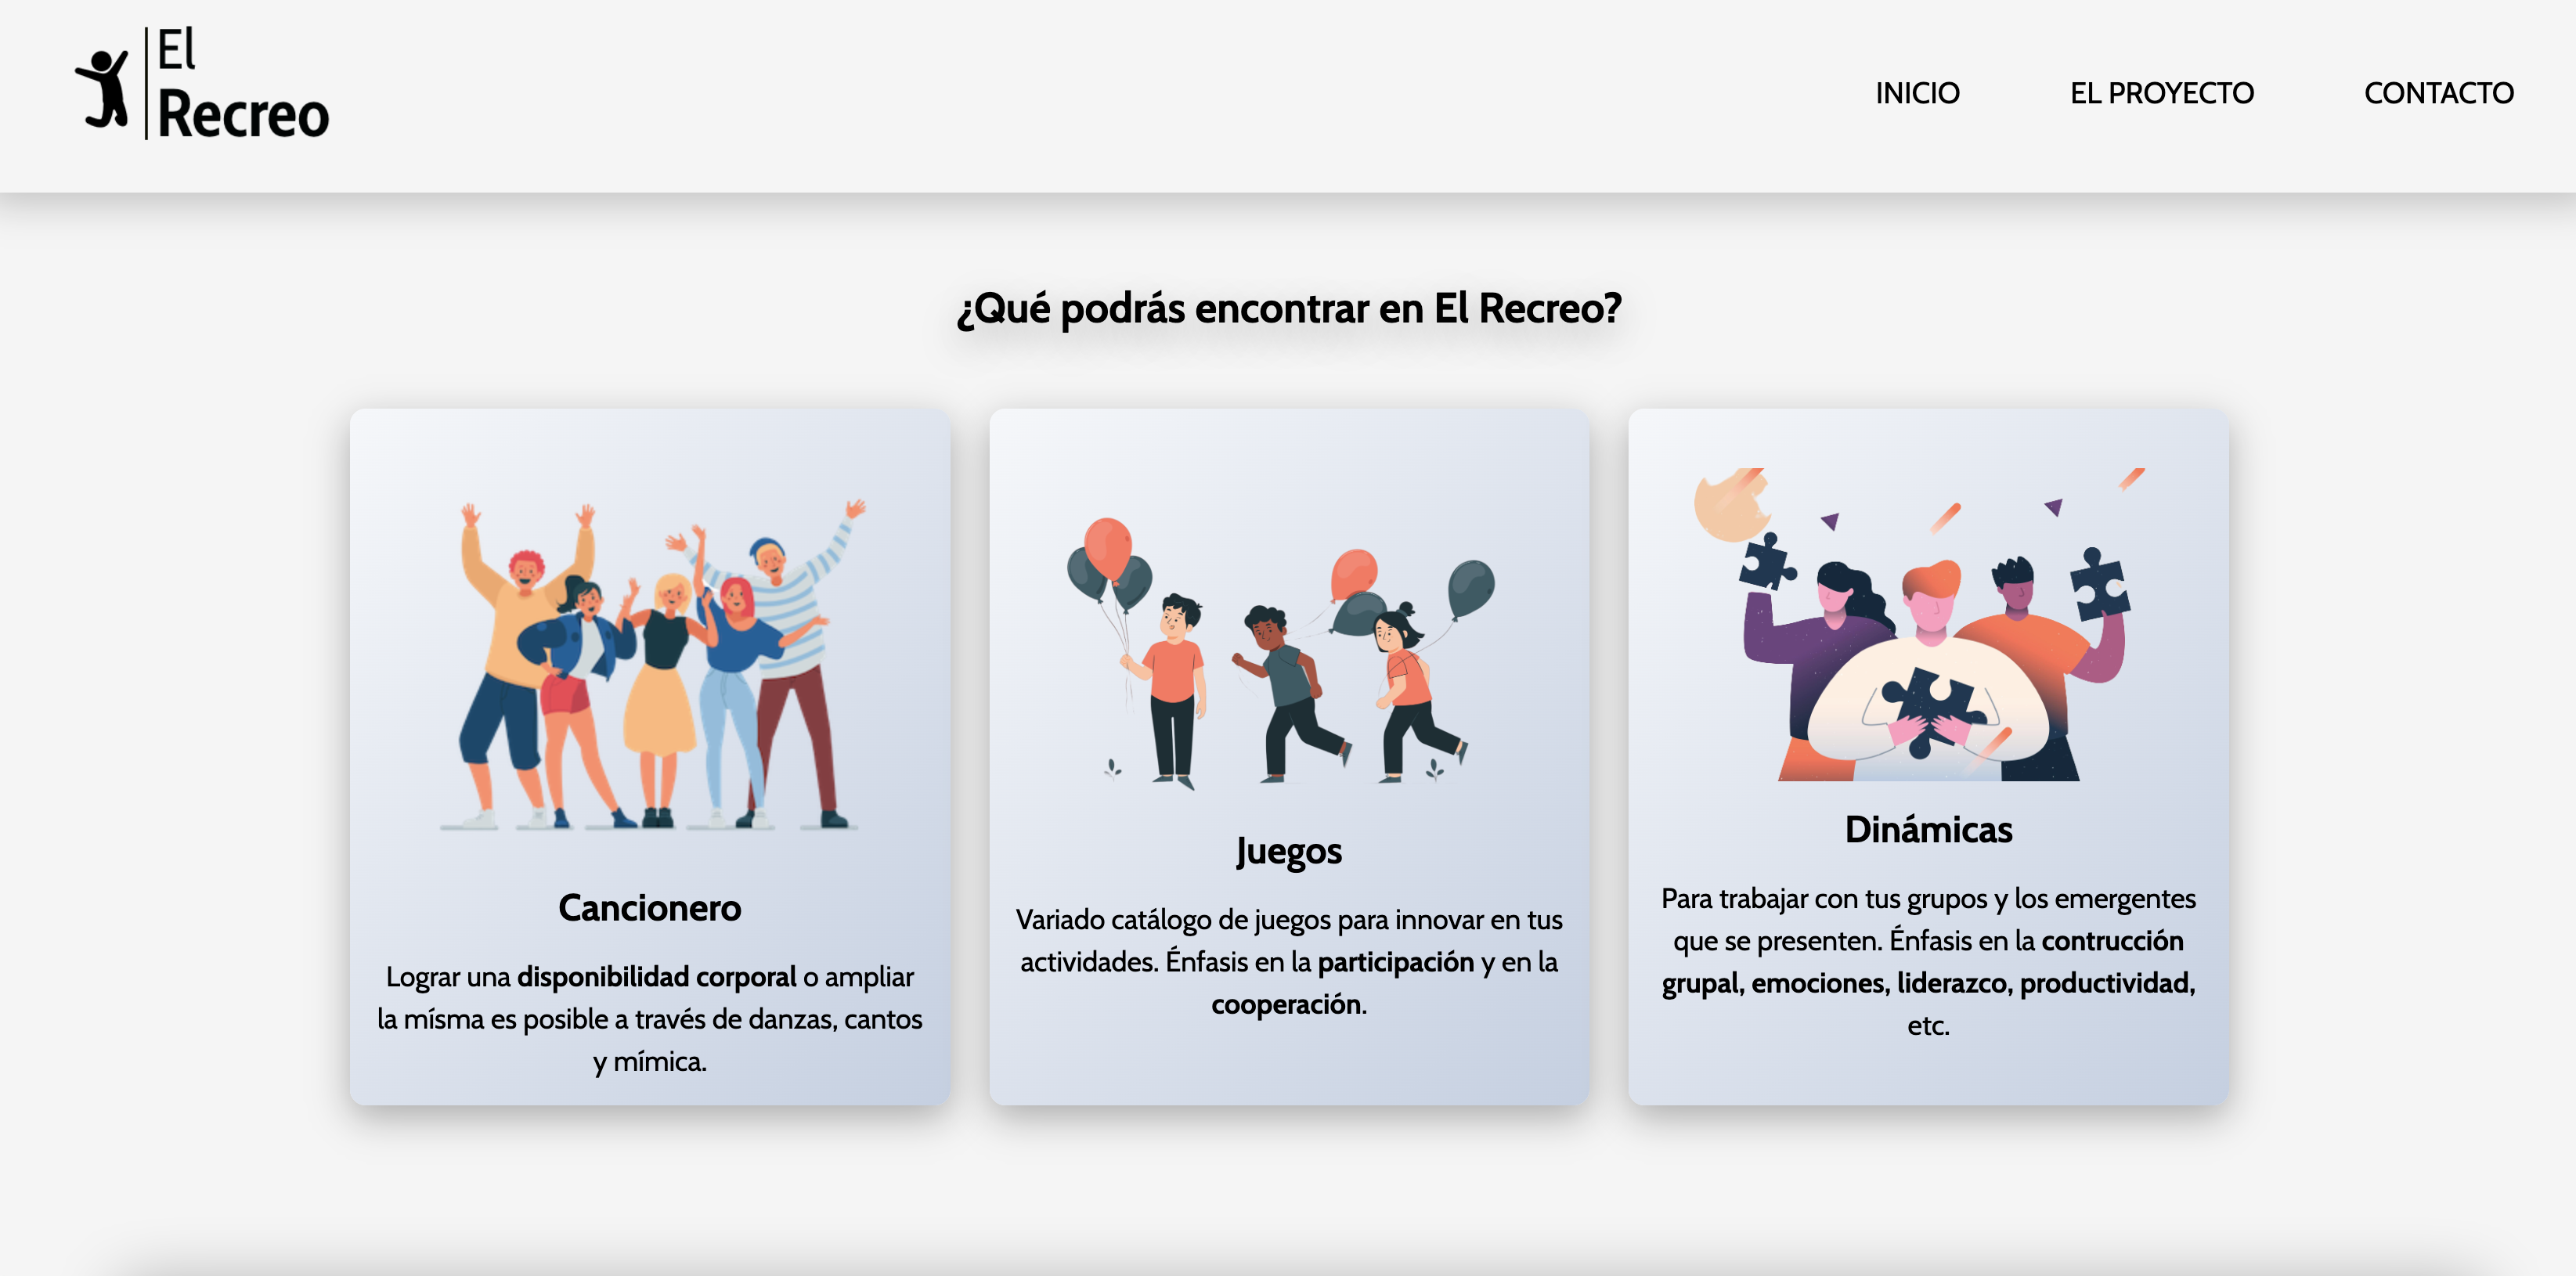 El
Recreo
INICIO
EL PROYECTO
CONTACTO
¿Qué podrás encontrar en El Recreo?
Cancionero
Lograr una disponibilidad corporal o ampliar
la mísma es posible a través de danzas, cantos
y mímica.
Juegos
Variado catálogo de juegos para innovar en tus
actividades. Énfasis en la participación y en la
cooperación.
Dinámicas
Para trabajar con tus grupos y los emergentes
que se presenten. Énfasis en la contrucción
grupal, emociones, liderazco, productividad,
etc.